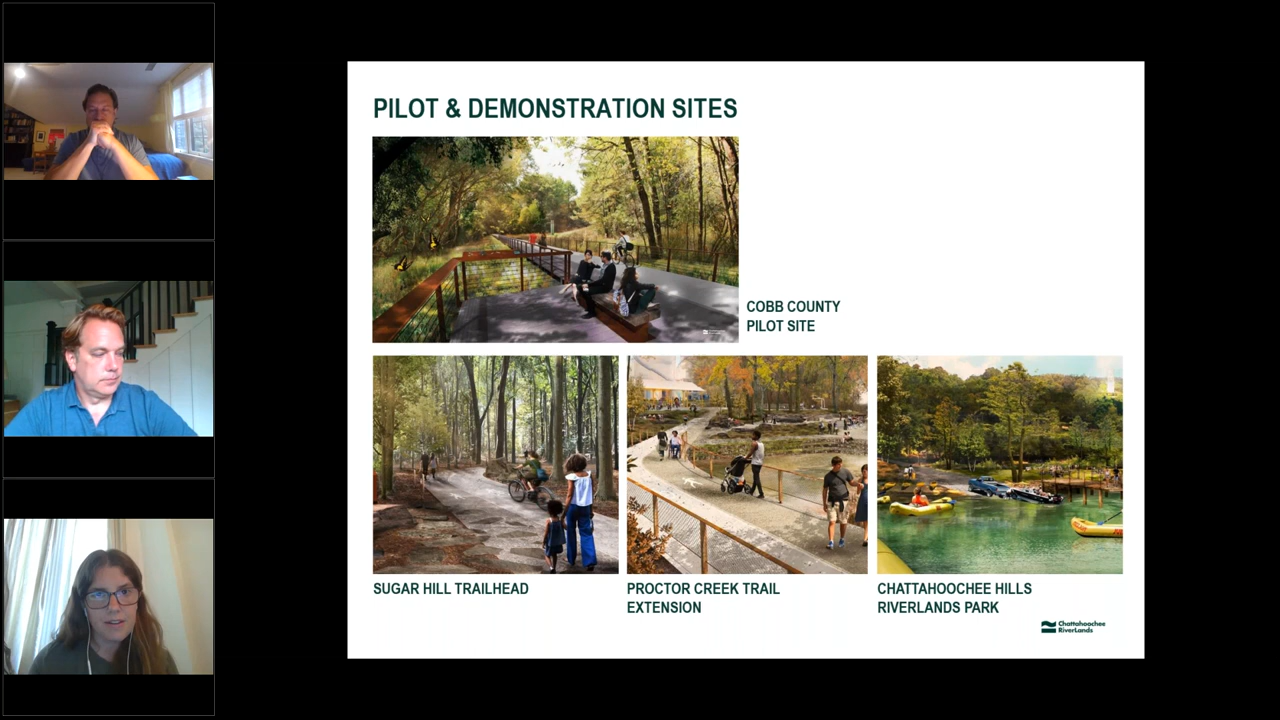 PILOT & DEMONSTRATION SITES
COBB COUNTY
PILOT SITE
SUGAR HILL TRAILHEAD
PROCTOR CREEK TRAIL
EXTENSION
CHATTAHOOCHEE HILLS
RIVERLANDS PARK
Chattahoochee
RiverLands